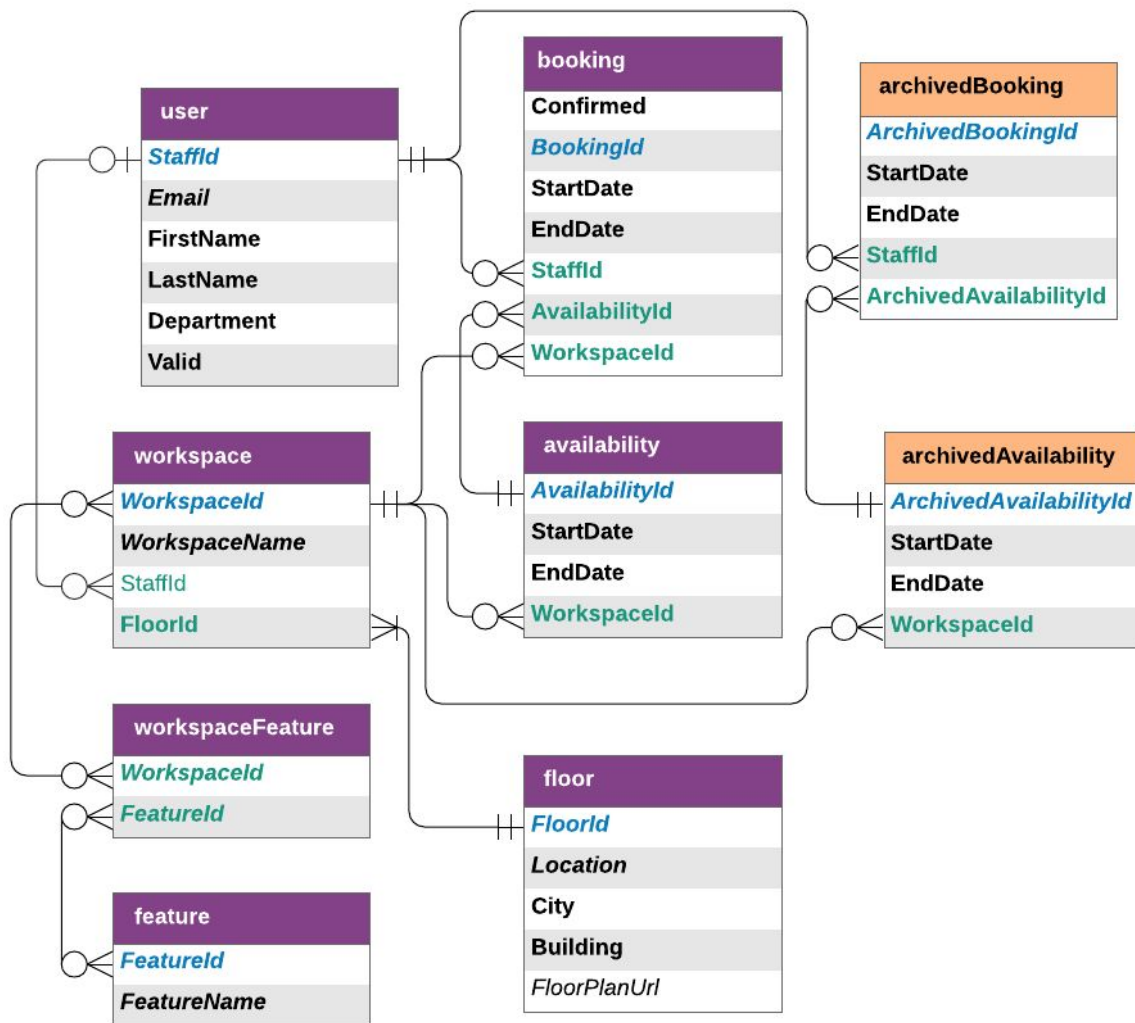 user
StaffId
Email
FirstName
LastName
Department
Valid
booking
Confirmed
BookingId
StartDate
EndDate
StaffId
AvailabilityId
WorkspaceId
archivedBooking
ArchivedBookingId
StartDate
EndDate
StaffId
ArchivedAvailabilityId
workspace
WorkspaceId
WorkspaceName
StaffId
FloorId
availability
AvailabilityId
StartDate
EndDate
WorkspaceId
archivedAvailability
ArchivedAvailabilityId
StartDate
EndDate
WorkspaceId
workspaceFeature
WorkspaceId
FeatureId
floor
FloorId
Location
City
Building
FloorPlanUrl
feature
FeatureId
FeatureName